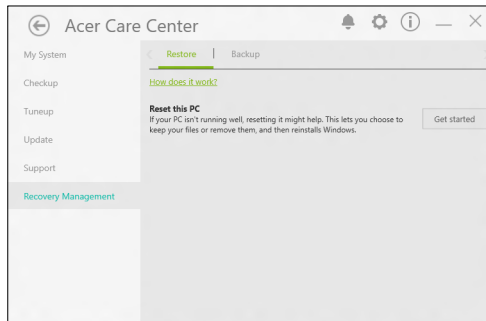 Acer Care Center
My System
Checkup
Tuneup
Update
Support
Recovery Management
Restore
Backup
How does it work?
Reset this PC
If your PC isn't running well, resetting it might help. This lets you choose to
keep your files or remove them, and then reinstalls Windows.
Get started